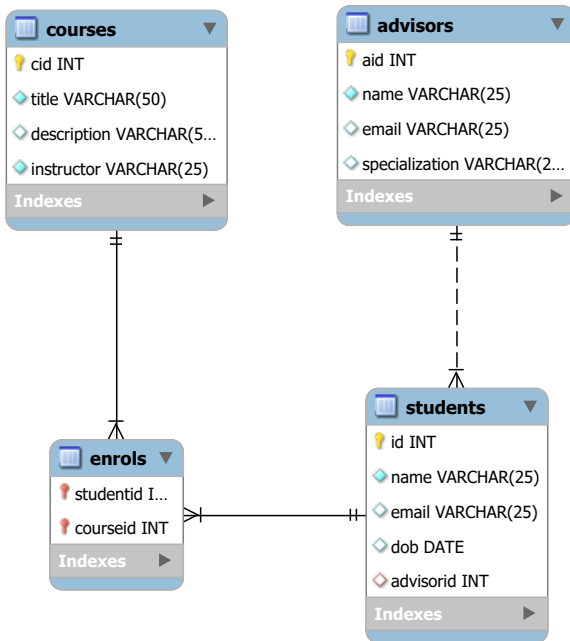 courses
cid INT
title VARCHAR(50)
description VARCHAR(5...
instructor VARCHAR(25)
Indexes
advisors
aid INT
name VARCHAR(25)
email VARCHAR(25)
specialization VARCHAR(2...
Indexes
enrols
studentid I...
courseid INT
Indexes
students
id INT
name VARCHAR(25)
email VARCHAR(25)
dob DATE
advisorid INT
Indexes